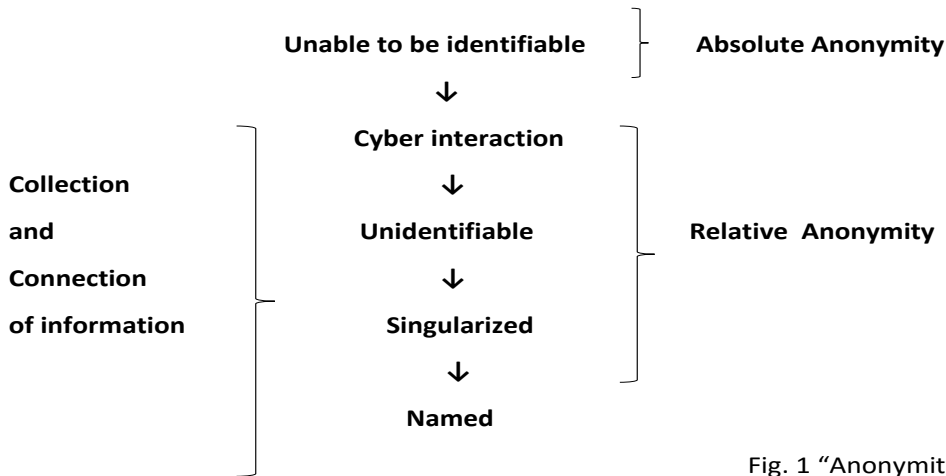 Unable to be identifiable
Absolute Anonymity
↓
Cyber interaction
↓
Collection
and
Connection
of information
Unidentifiable
Relative Anonymity
↓
Singularized
↓
Named
Fig. 1 “Anonymit